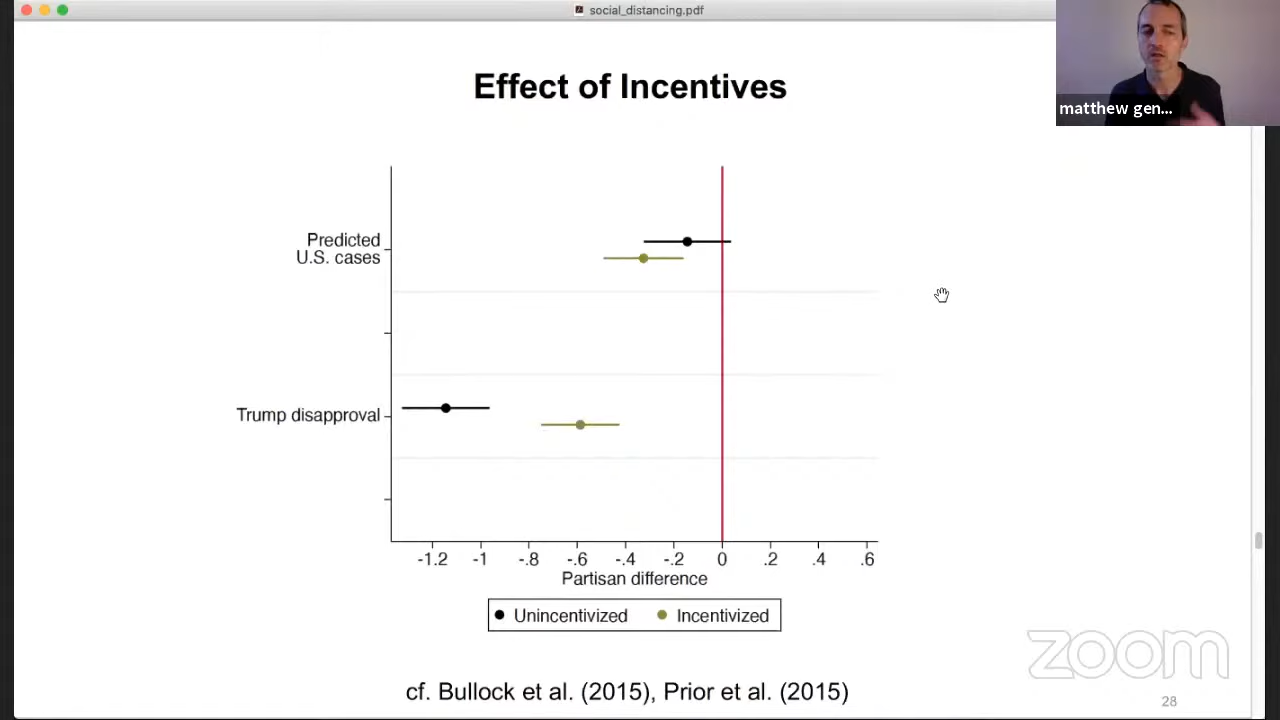 social_distancing.pdf
matthew gen...
Effect of Incentives
Predicted
U.S. cases
Trump disapproval
-1.2 -1 -.8 -.6 -.4 -.2 0 .2 .4 .6
Partisan difference
Unincentivized Incentivized
zoom
cf. Bullock et al. (2015), Prior et al. (2015)
28